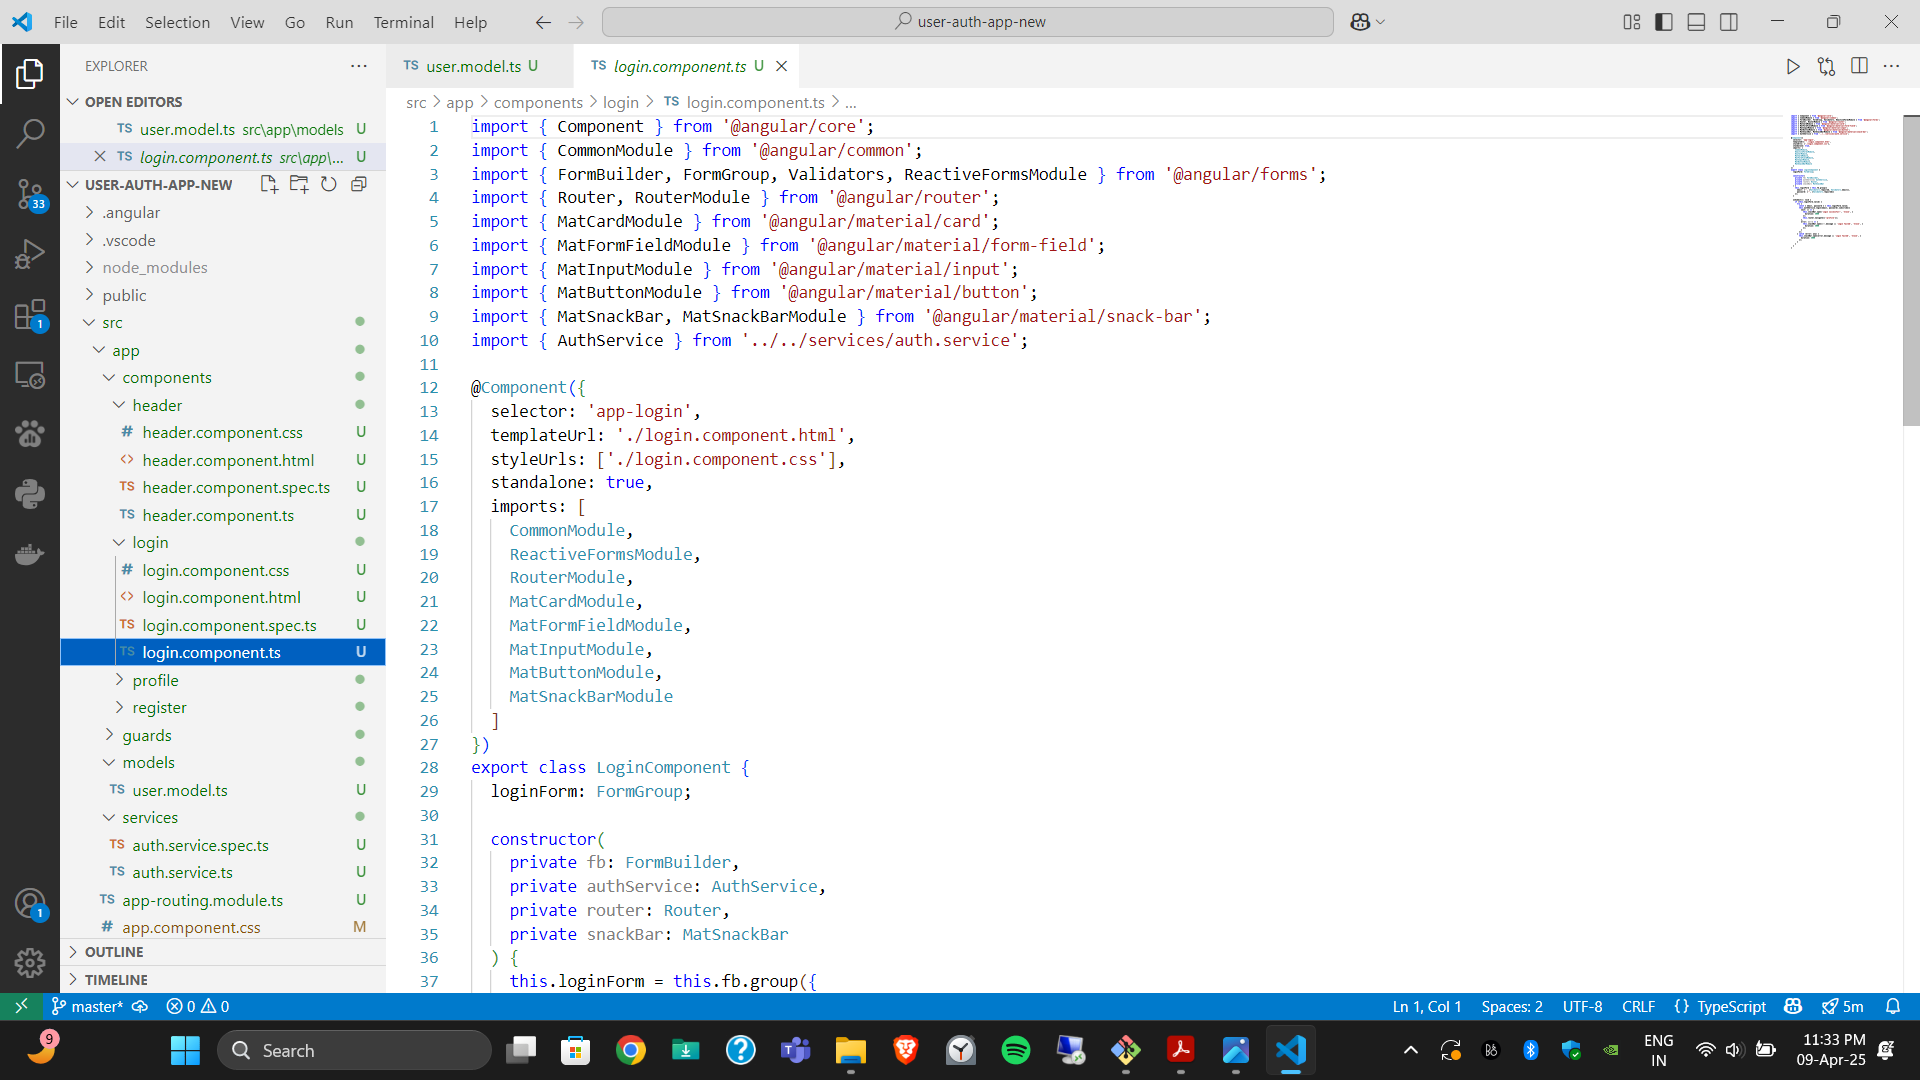 File Edit Selection View Go Run Terminal Help
user-auth-app-new
EXPLORER
OPEN EDITORS
TS user.model.ts src\app\models U
TS login.component.ts src\app\... U
USER-AUTH-APP-NEW
.angular
.vscode
node_modules
public
src
app
components
header
# header.component.css U
<> header.component.html U
TS header.component.spec.ts U
TS header.component.ts U
login
# login.component.css U
<> login.component.html U
TS login.component.spec.ts U
TS login.component.ts U
profile
register
guards
models
TS user.model.ts U
services
TS auth.service.spec.ts U
TS auth.service.ts U
TS app-routing.module.ts U
# app.component.css M
OUTLINE
TIMELINE
33
1
1
TS user.model.ts U
TS login.component.ts U
src > app > components > login > TS login.component.ts > ...
1 import { Component } from '@angular/core';
2 import { CommonModule } from '@angular/common';
3 import { FormBuilder, FormGroup, Validators, ReactiveFormsModule } from '@angular/forms';
4 import { Router, RouterModule } from '@angular/router';
5 import { MatCardModule } from '@angular/material/card';
6 import { MatFormFieldModule } from '@angular/material/form-field';
7 import { MatInputModule } from '@angular/material/input';
8 import { MatButtonModule } from '@angular/material/button';
9 import { MatSnackBar, MatSnackBarModule } from '@angular/material/snack-bar';
10 import { AuthService } from '../../services/auth.service';
11
12 @Component({
13 selector: 'app-login',
14 templateUrl: './login.component.html',
15 styleUrls: ['./login.component.css'],
16 standalone: true,
17 imports: [
18 CommonModule,
19 ReactiveFormsModule,
20 RouterModule,
21 MatCardModule,
22 MatFormFieldModule,
23 MatInputModule,
24 MatButtonModule,
25 MatSnackBarModule
26 ]
27 })
28 export class LoginComponent {
29 loginForm: FormGroup;
30
31 constructor(
32 private fb: FormBuilder,
33 private authService: AuthService,
34 private router: Router,
35 private snackBar: MatSnackBar
36 ) {
37 this.loginForm = this.fb.group({
master* 0 0
Ln 1, Col 1 Spaces: 2 UTF-8 CRLF {} TypeScript 5m
9
Search
ENG
IN
11:33 PM
09-Apr-25